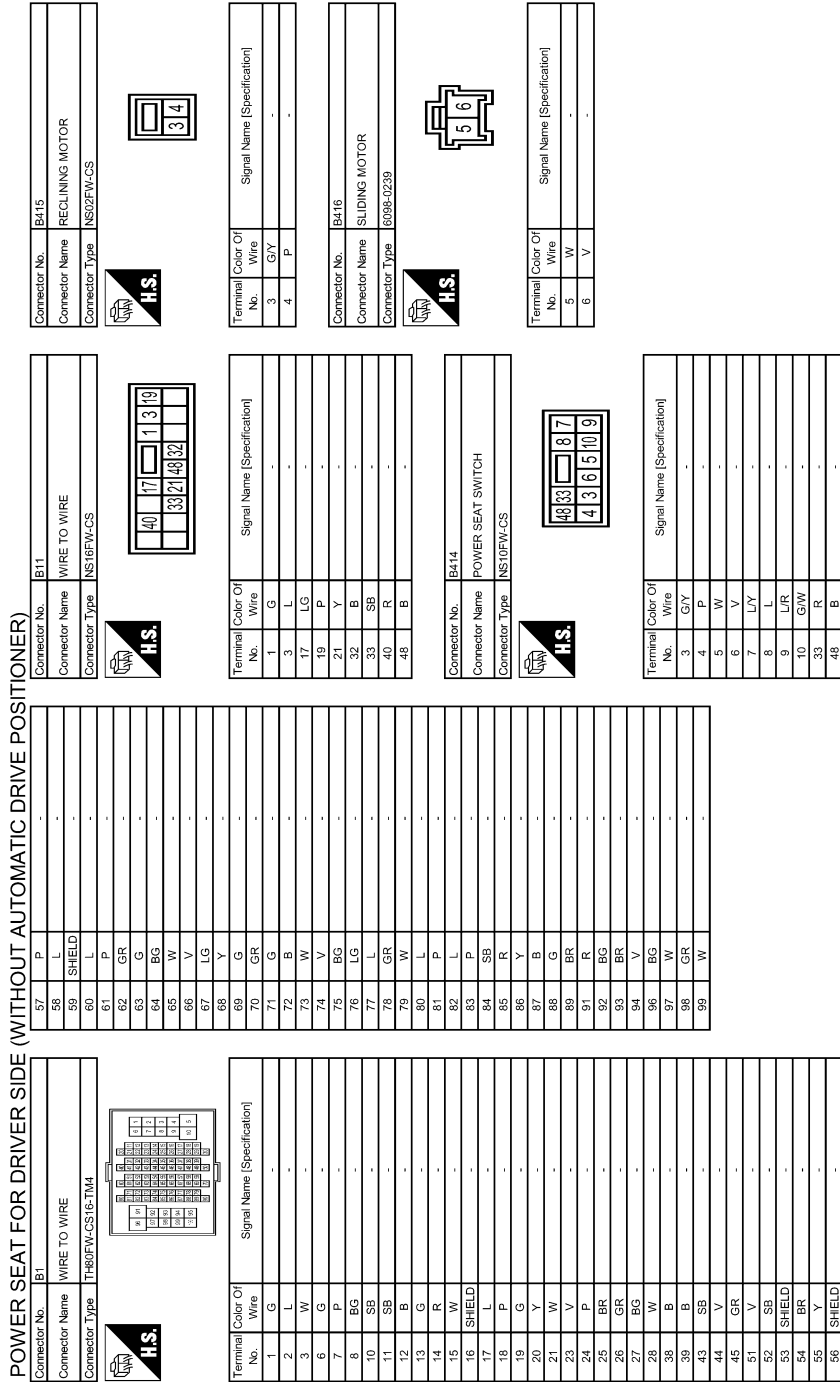 POWER SEAT FOR DRIVER SIDE (WITHOUT AUTOMATIC DRIVE POSITIONER)
Connector No. B1
Connector Name WIRE TO WIRE
Connector Type TH80FW-CS16-TM4
H.S.
Terminal No. Color Of Wire Signal Name [Specification]
1 G -
2 L -
3 W -
6 G -
7 P -
8 BG -
10 SB -
11 SB -
12 B -
13 G -
14 R -
15 W -
16 SHIELD -
17 L -
18 P -
19 G -
20 Y -
21 W -
23 V -
24 P -
25 BR -
26 GR -
27 BG -
28 W -
38 B -
39 B -
43 SB -
44 V -
45 GR -
51 V -
52 SB -
53 SHIELD -
54 BR -
55 Y -
56 SHIELD -
57 P -
58 L -
59 SHIELD -
60 L -
61 P -
62 GR -
63 G -
64 BG -
65 W -
66 V -
67 LG -
68 Y -
69 G -
70 GR -
71 G -
72 B -
73 W -
74 V -
75 BG -
76 LG -
77 L -
78 GR -
79 W -
80 L -
81 P -
82 L -
83 P -
84 SB -
85 R -
86 Y -
87 B -
88 G -
89 BR -
91 R -
92 BG -
93 BR -
94 V -
96 BG -
97 W -
98 GR -
99 W -
Connector No. B11
Connector Name WIRE TO WIRE
Connector Type NS16FW-CS
H.S.
40 17 1 3 19
33 21 48 32
Terminal No. Color Of Wire Signal Name [Specification]
1 G -
3 L -
17 LG -
19 P -
21 Y -
32 B -
33 SB -
40 R -
48 B -
Connector No. B414
Connector Name POWER SEAT SWITCH
Connector Type NS10FW-CS
H.S.
48 33 8 7
4 3 6 5 10 9
Terminal No. Color Of Wire Signal Name [Specification]
3 G/Y -
4 P -
5 W -
6 V -
7 L/Y -
8 L -
9 L/R -
10 G/W -
33 R -
48 B -
Connector No. B415
Connector Name RECLINING MOTOR
Connector Type NS02FW-CS
H.S.
3 4
Terminal No. Color Of Wire Signal Name [Specification]
3 G/Y -
4 P -
Connector No. B416
Connector Name SLIDING MOTOR
Connector Type 6098-0239
H.S.
5 6
Terminal No. Color Of Wire Signal Name [Specification]
5 W -
6 V -